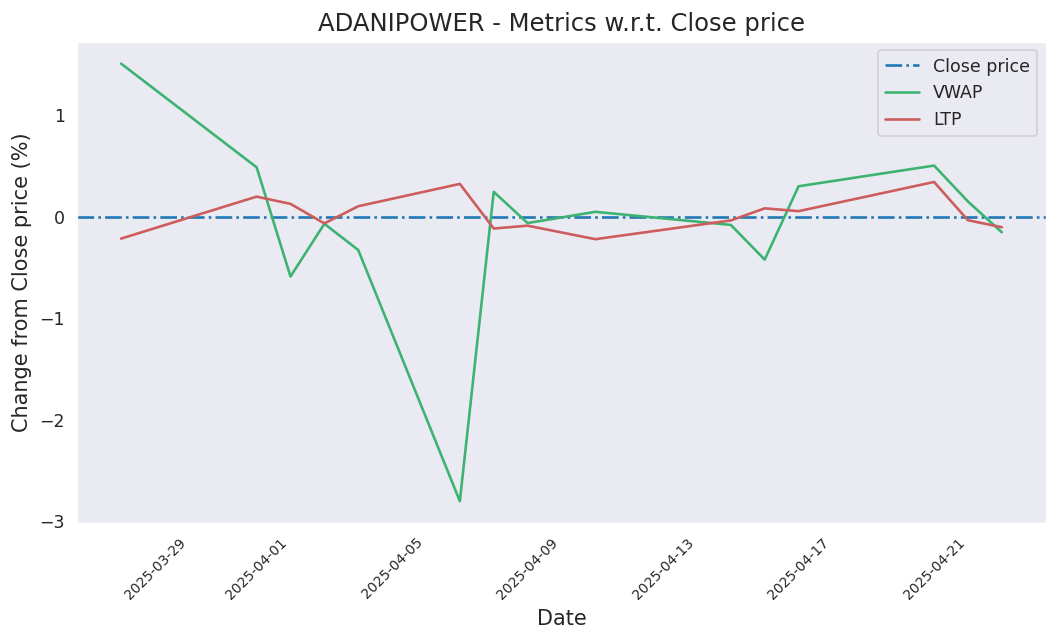 ADANIPOWER - Metrics w.r.t. Close price
Close price
VWAP
LTP
Change from Close price (%)
1
0
−1
−2
−3
2025-03-29
2025-04-01
2025-04-05
2025-04-09
2025-04-13
2025-04-17
2025-04-21
Date